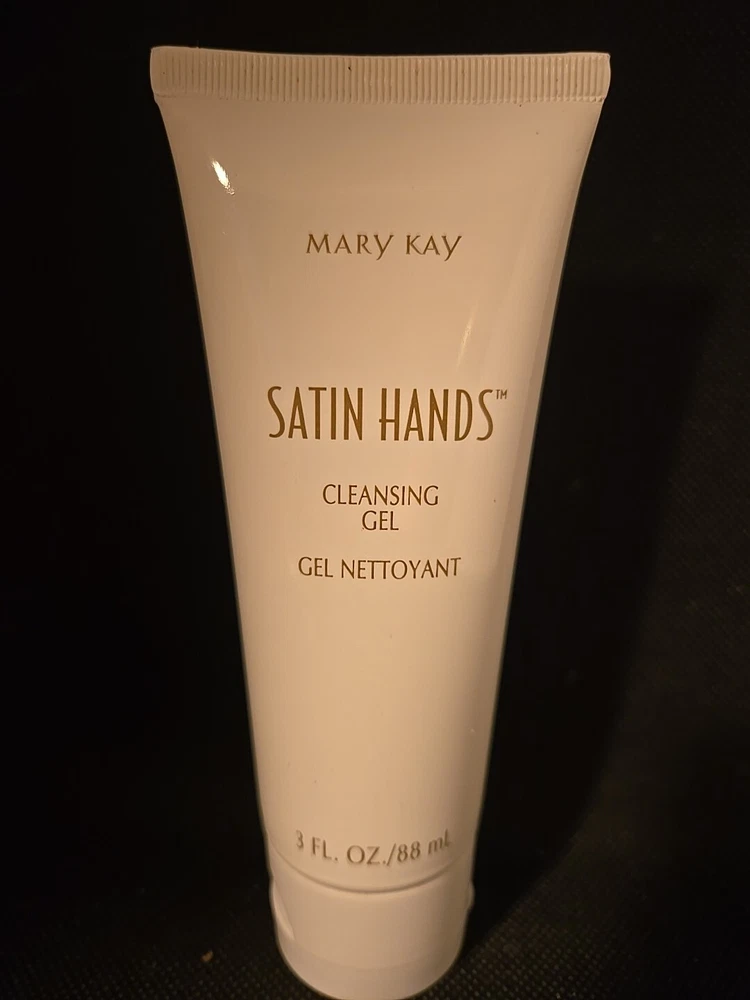 MARY KAY
SATIN HANDS™
CLEANSING
GEL
GEL NETTOYANT
3 FL. OZ./88 mL